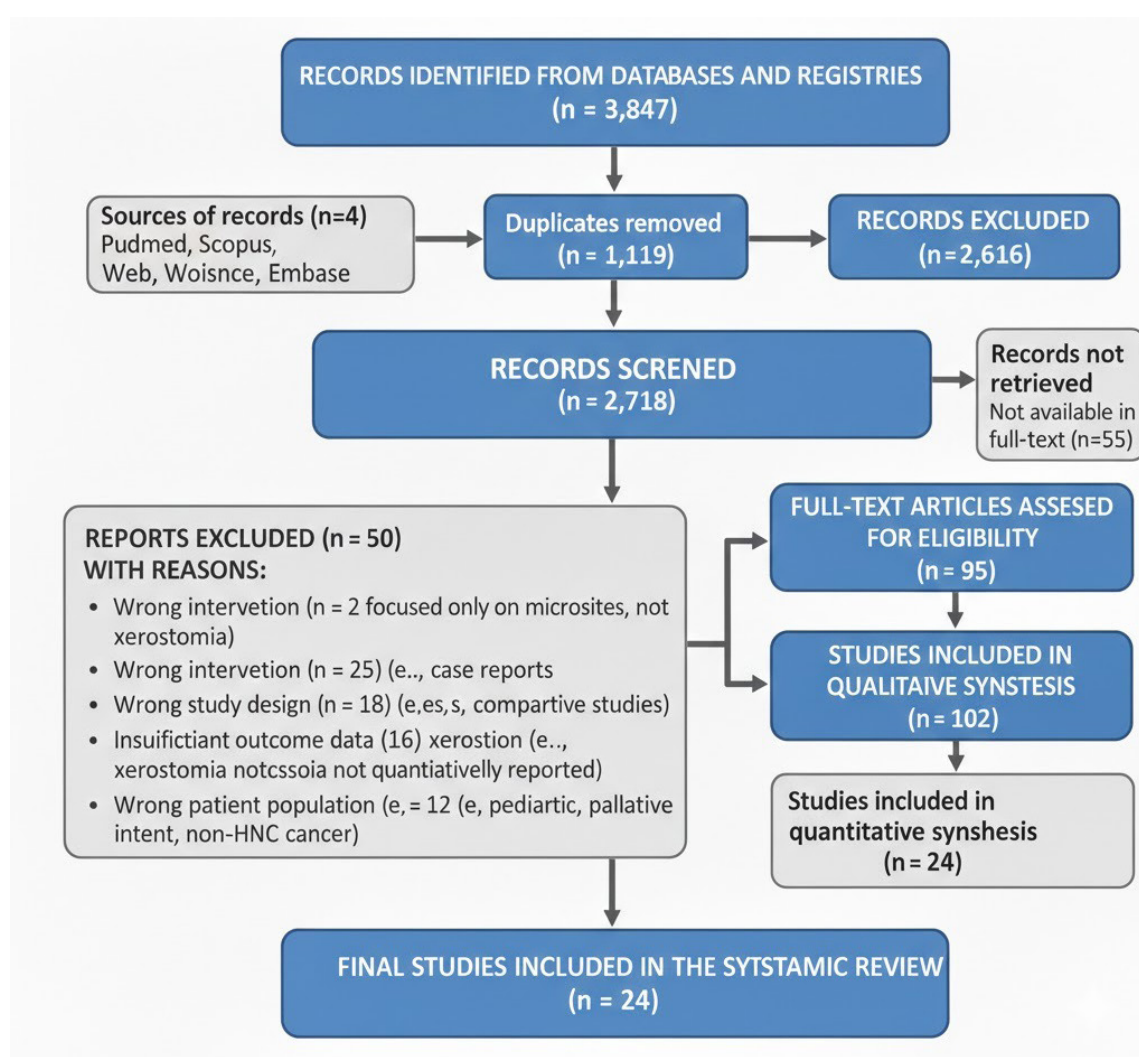 RECORDS IDENTIFIED FROM DATABASES AND REGISTRIES
(n = 3,847)
Sources of records (n=4)
Pudmed, Scopus,
Web, Woisnce, Embase
Duplicates removed
(n = 1,119)
RECORDS EXCLUDED
(n=2,616)
RECORDS SCRENED
(n = 2,718)
Records not
retrieved
Not available in
full-text (n=55)
REPORTS EXCLUDED (n = 50)
WITH REASONS:
• Wrong intervetion (n = 2 focused only on microsites, not
xerostomia)
• Wrong intervetion (n = 25) (e.., case reports
• Wrong study design (n = 18) (e,es, s, compartive studies)
• Insufictiant outcome data (16) xerostion (e..,
xerostomia notcssoia not quantiativelly reported)
• Wrong patient population (e, = 12 (e, pediartic, pallative
intent, non-HNC cancer)
FULL-TEXT ARTICLES ASSESED
FOR ELIGIBILITY
(n = 95)
STUDIES INCLUDED IN
QUALITAIVE SYNSTESIS
(n = 102)
Studies included in
quantitative synshesis
(n = 24)
FINAL STUDIES INCLUDED IN THE SYTSTAMIC REVIEW
(n = 24)